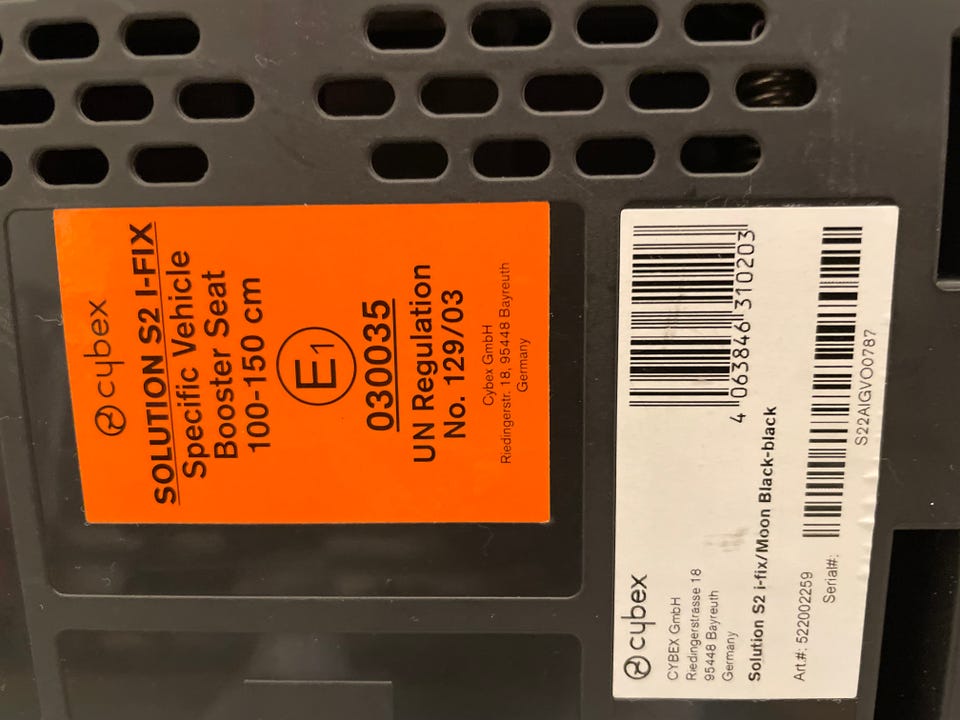 cybex
SOLUTION S2 I-FIX
Specific Vehicle
Booster Seat
100-150 cm
E1
030035
UN Regulation
No. 129/03
Cybex GmbH
Riedingerstr. 18, 95448 Bayreuth
Germany
cybex
CYBEX GmbH
Riedingerstrasse 18
95448 Bayreuth
Germany
Solution S2 i-fix/Moon Black-black
Art.#: 522002259
Serial#:
4 063846 310203
S22AIGVO0787